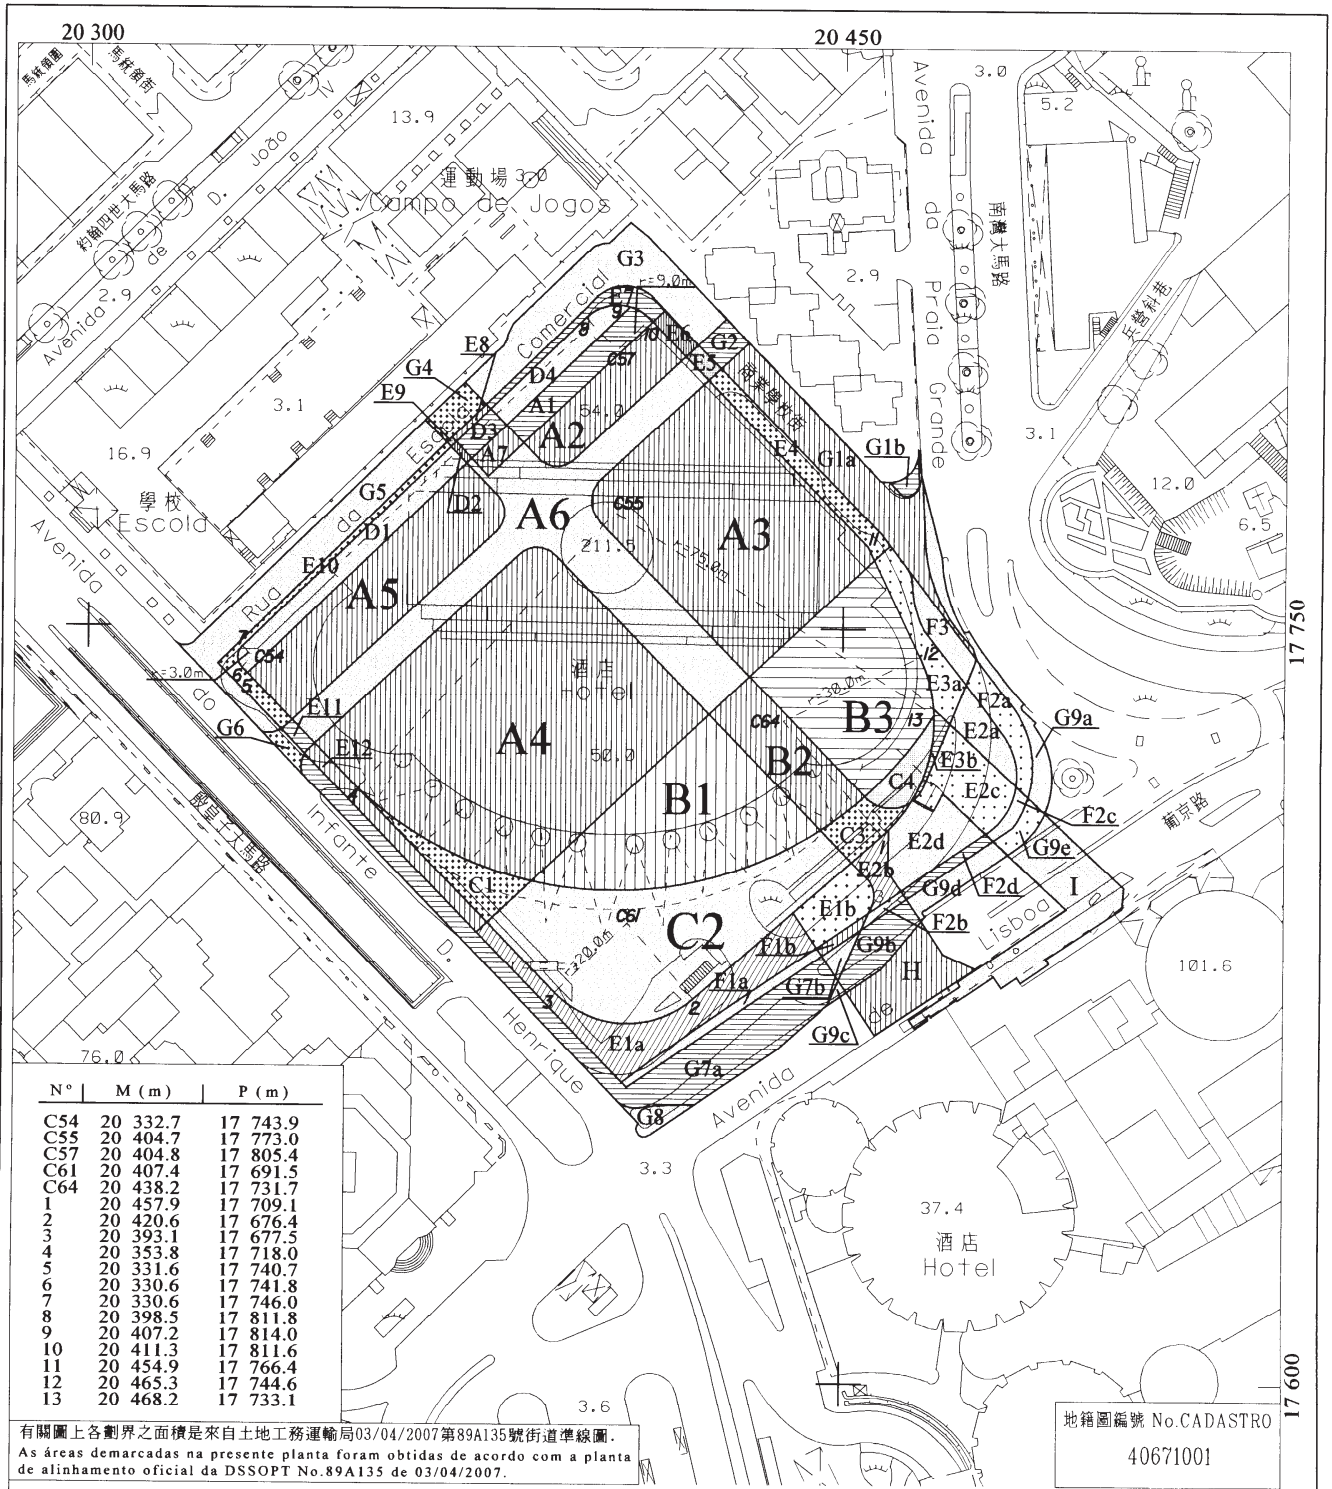 20 300
20 450
馬統領圍
馬統領街
Avenida
3.0
5.2
13.9
João
D.
de
Avenida
約翰四世大馬路
運動場 3.0
Campo de Jogos
da
Praia
Grande
南灣大馬路
2.9
2.9
兵營斜巷
G3
r=9.0m
Comercial
E7
9
8
10
E6
G2
E8
C57
E5
G4
D4
商業學校街
E9
A1
54.0
3.1
A2
D3
Esc
A7
E4
G1a
G1b
3.1
16.9
學校
Escola
G5
D2
A6
C55
A3
12.0
6.5
D1
211.5
r=75.0m
11
E10
Rua
da
A5
Avenida
17 750
7
C54
6
5
r=3.0m
酒店
Hotel
F3
12
E3a
r=30.0m
F2a
do
E11
G6
E12
A4
50.0
C64
B3
13
E2a
G9a
B2
E3b
C4
E2c
B1
F2c
葡京路
80.9
殷皇子大馬路
Infante
4
C3
E2d
G9e
E2b
F2d
C1
G9d
I
C61
E1b
F2b
Lisboa
C2
F1b
G9b
r=20.0m
H
101.6
D.
F1a
3
2
1
G7b
de
Henrique
E1a
G9c
G7a
Avenida
G8
76.0
3.3
37.4
酒店
Hotel
3.6
17 600
Nº M (m) P (m)
C54 20 332.7 17 743.9
C55 20 404.7 17 773.0
C57 20 404.8 17 805.4
C61 20 407.4 17 691.5
C64 20 438.2 17 731.7
1 20 457.9 17 709.1
2 20 420.6 17 676.4
3 20 393.1 17 677.5
4 20 353.8 17 718.0
5 20 331.6 17 740.7
6 20 330.6 17 741.8
7 20 330.6 17 746.0
8 20 398.5 17 811.8
9 20 407.2 17 814.0
10 20 411.3 17 811.6
11 20 454.9 17 766.4
12 20 465.3 17 744.6
13 20 468.2 17 733.1
有關圖上各劃界之面積是來自土地工務運輸局03/04/2007第89A135號街道準線圖.
As áreas demarcadas na presente planta foram obtidas de acordo com a planta
de alinhamento oficial da DSSOPT No.89A135 de 03/04/2007.
地籍圖編號 No.CADASTRO
40671001